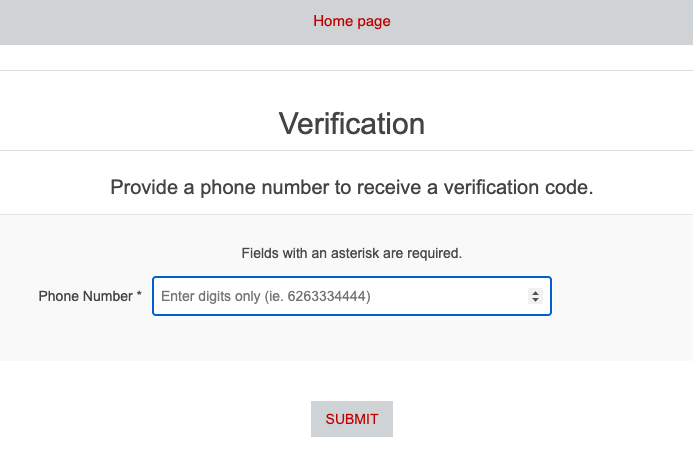 Home page
Verification
Provide a phone number to receive a verification code.
Fields with an asterisk are required.
Phone Number * Enter digits only (ie. 6263334444)
SUBMIT